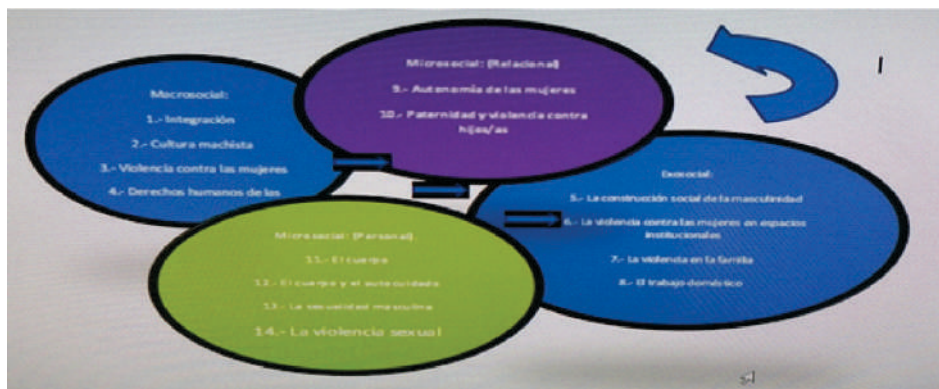 Macrosocial:
1.- Integración
2.- Cultura machista
3.- Violencia contra las mujeres
4.- Derechos humanos de las
Microsocial: (Relacional)
9.- Autonomía de las mujeres
10.- Paternidad y violencia contra
hijos/as
Exosocial:
5.- La construcción social de la masculinidad
6.- La violencia contra las mujeres en espacios
institucionales
7.- La violencia en la familia
8.- El trabajo doméstico
Microsocial: (Personal)
11.- El cuerpo
12.- El cuerpo y el autocuidado
13.- La sexualidad masculina
14.- La violencia sexual